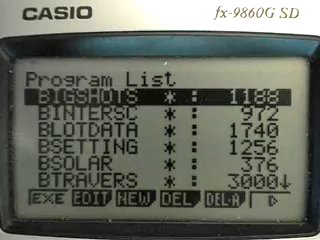 CASIO fx-9860G SD
Program List
BIGSHOTS * : 1188
BINTERSC * : 972
BLOTDATA * : 1740
BSETTING * : 1256
BSOLAR * : 376
BTRAVERS * : 3000↓
EXE EDIT NEW DEL DEL·A ▷